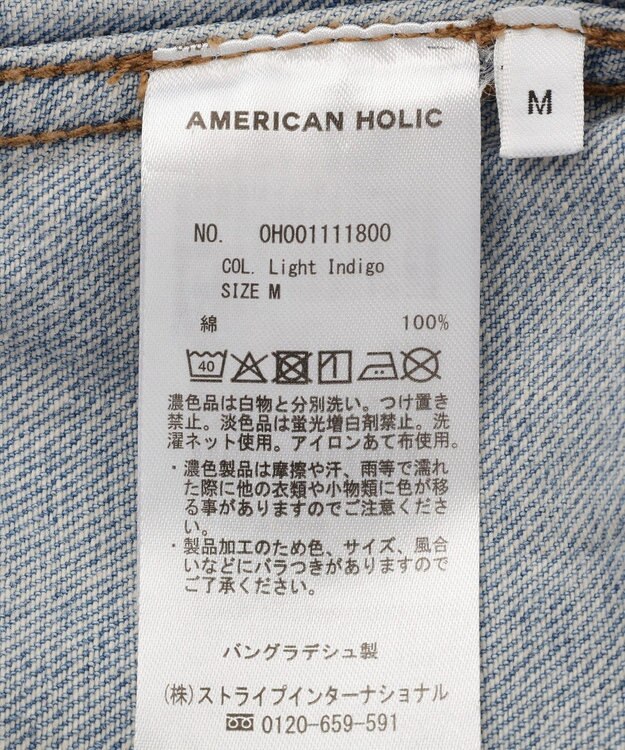 AMERICAN HOLIC
M
NO. 0H001111800
COL. Light Indigo
SIZE M
綿 100%
40
濃色品は白物と分別洗い。つけ置き
禁止。淡色品は蛍光増白剤禁止。洗
濯ネット使用。アイロンあて布使用。
・濃色製品は摩擦や汗、雨等で濡れ
た際に他の衣類や小物類に色が移
る事がありますのでご注意くださ
い。
・製品加工のため色、サイズ、風合
いなどにバラつきがありますので
ご了承ください。
バングラデシュ製
(株)ストライプインターナショナル
0120-659-591